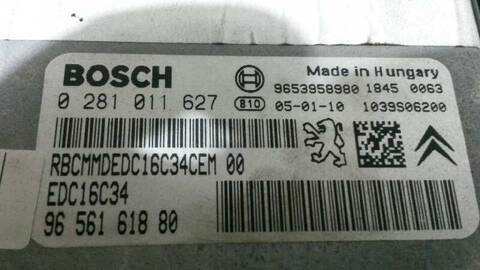 BOSCH
Made in Hungary
9653958980 1845 0063
0 281 011 627
810 05-01-10 1039S06200
RBCMMDEDC16C34CEM 00
EDC16C34
96 561 618 80